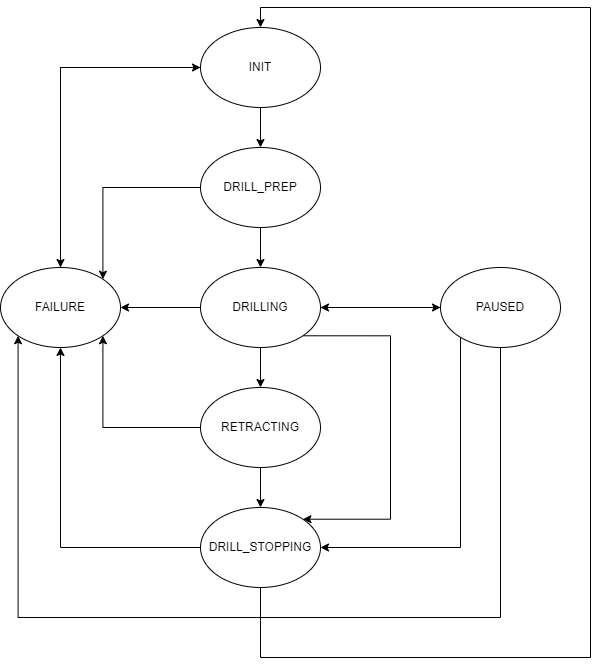 INIT
DRILL_PREP
FAILURE
DRILLING
PAUSED
RETRACTING
DRILL_STOPPING